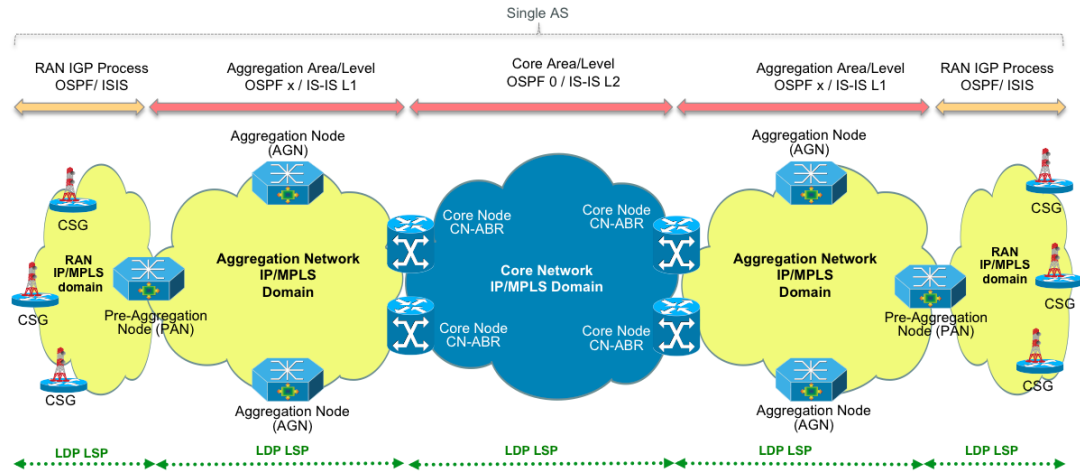 Single AS
RAN IGP Process
OSPF/ ISIS
Aggregation Area/Level
OSPF x / IS-IS L1
Core Area/Level
OSPF 0 / IS-IS L2
Aggregation Area/Level
OSPF x / IS-IS L1
RAN IGP Process
OSPF/ ISIS
Aggregation Node
(AGN)
Aggregation Node
(AGN)
CSG
CSG
CSG
RAN
IP/MPLS
domain
Pre-Aggregation
Node (PAN)
Aggregation Network
IP/MPLS
Domain
Core Node
CN-ABR
Core Node
CN-ABR
Core Network
IP/MPLS Domain
Core Node
CN-ABR
Core Node
CN-ABR
Aggregation Network
IP/MPLS
Domain
Pre-Aggregation
Node (PAN)
RAN
IP/MPLS
domain
CSG
CSG
CSG
Aggregation Node
(AGN)
Aggregation Node
(AGN)
LDP LSP
LDP LSP
LDP LSP
LDP LSP
LDP LSP